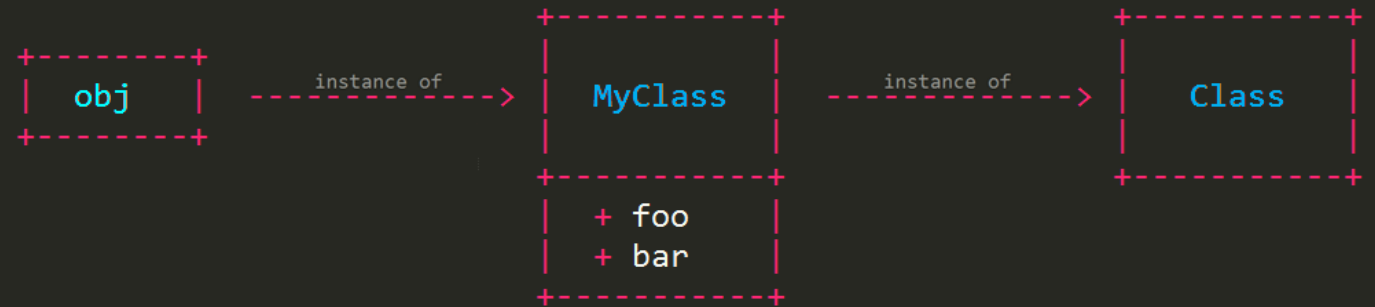 obj
instance of
MyClass
instance of
Class
+ foo
+ bar